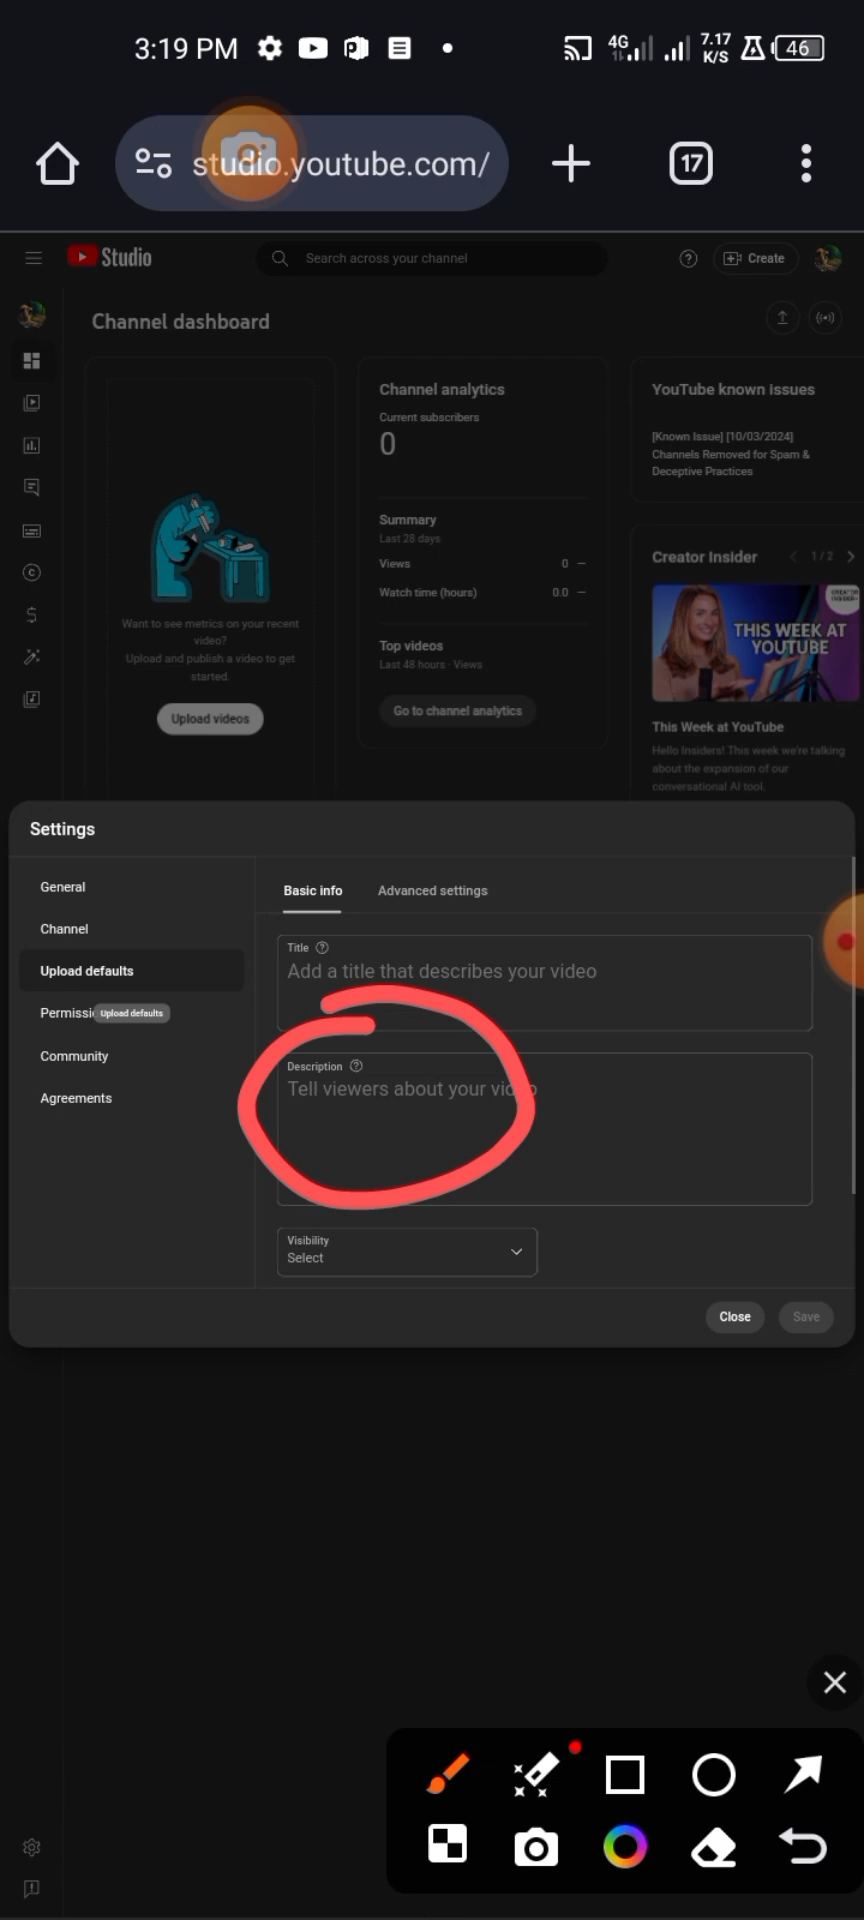 3:19 PM
4G
7.17
K/S
46
studio.youtube.com/
17
Studio
Search across your channel
Create
Channel dashboard
Want to see metrics on your recent
video?
Upload and publish a video to get
started.
Upload videos
Channel analytics
Current subscribers
0
Summary
Last 28 days
Views 0 —
Watch time (hours) 0.0 —
Top videos
Last 48 hours · Views
Go to channel analytics
YouTube known issues
[Known Issue] [10/03/2024]
Channels Removed for Spam &
Deceptive Practices
Creator Insider
1 / 2
THIS WEEK AT
YOUTUBE
This Week at YouTube
Hello Insiders! This week we're talking
about the expansion of our
conversational AI tool.
Settings
General
Channel
Upload defaults
Permissi
Upload defaults
Community
Agreements
Basic info
Advanced settings
Title
Add a title that describes your video
Description
Tell viewers about your video
Visibility
Select
Close
Save